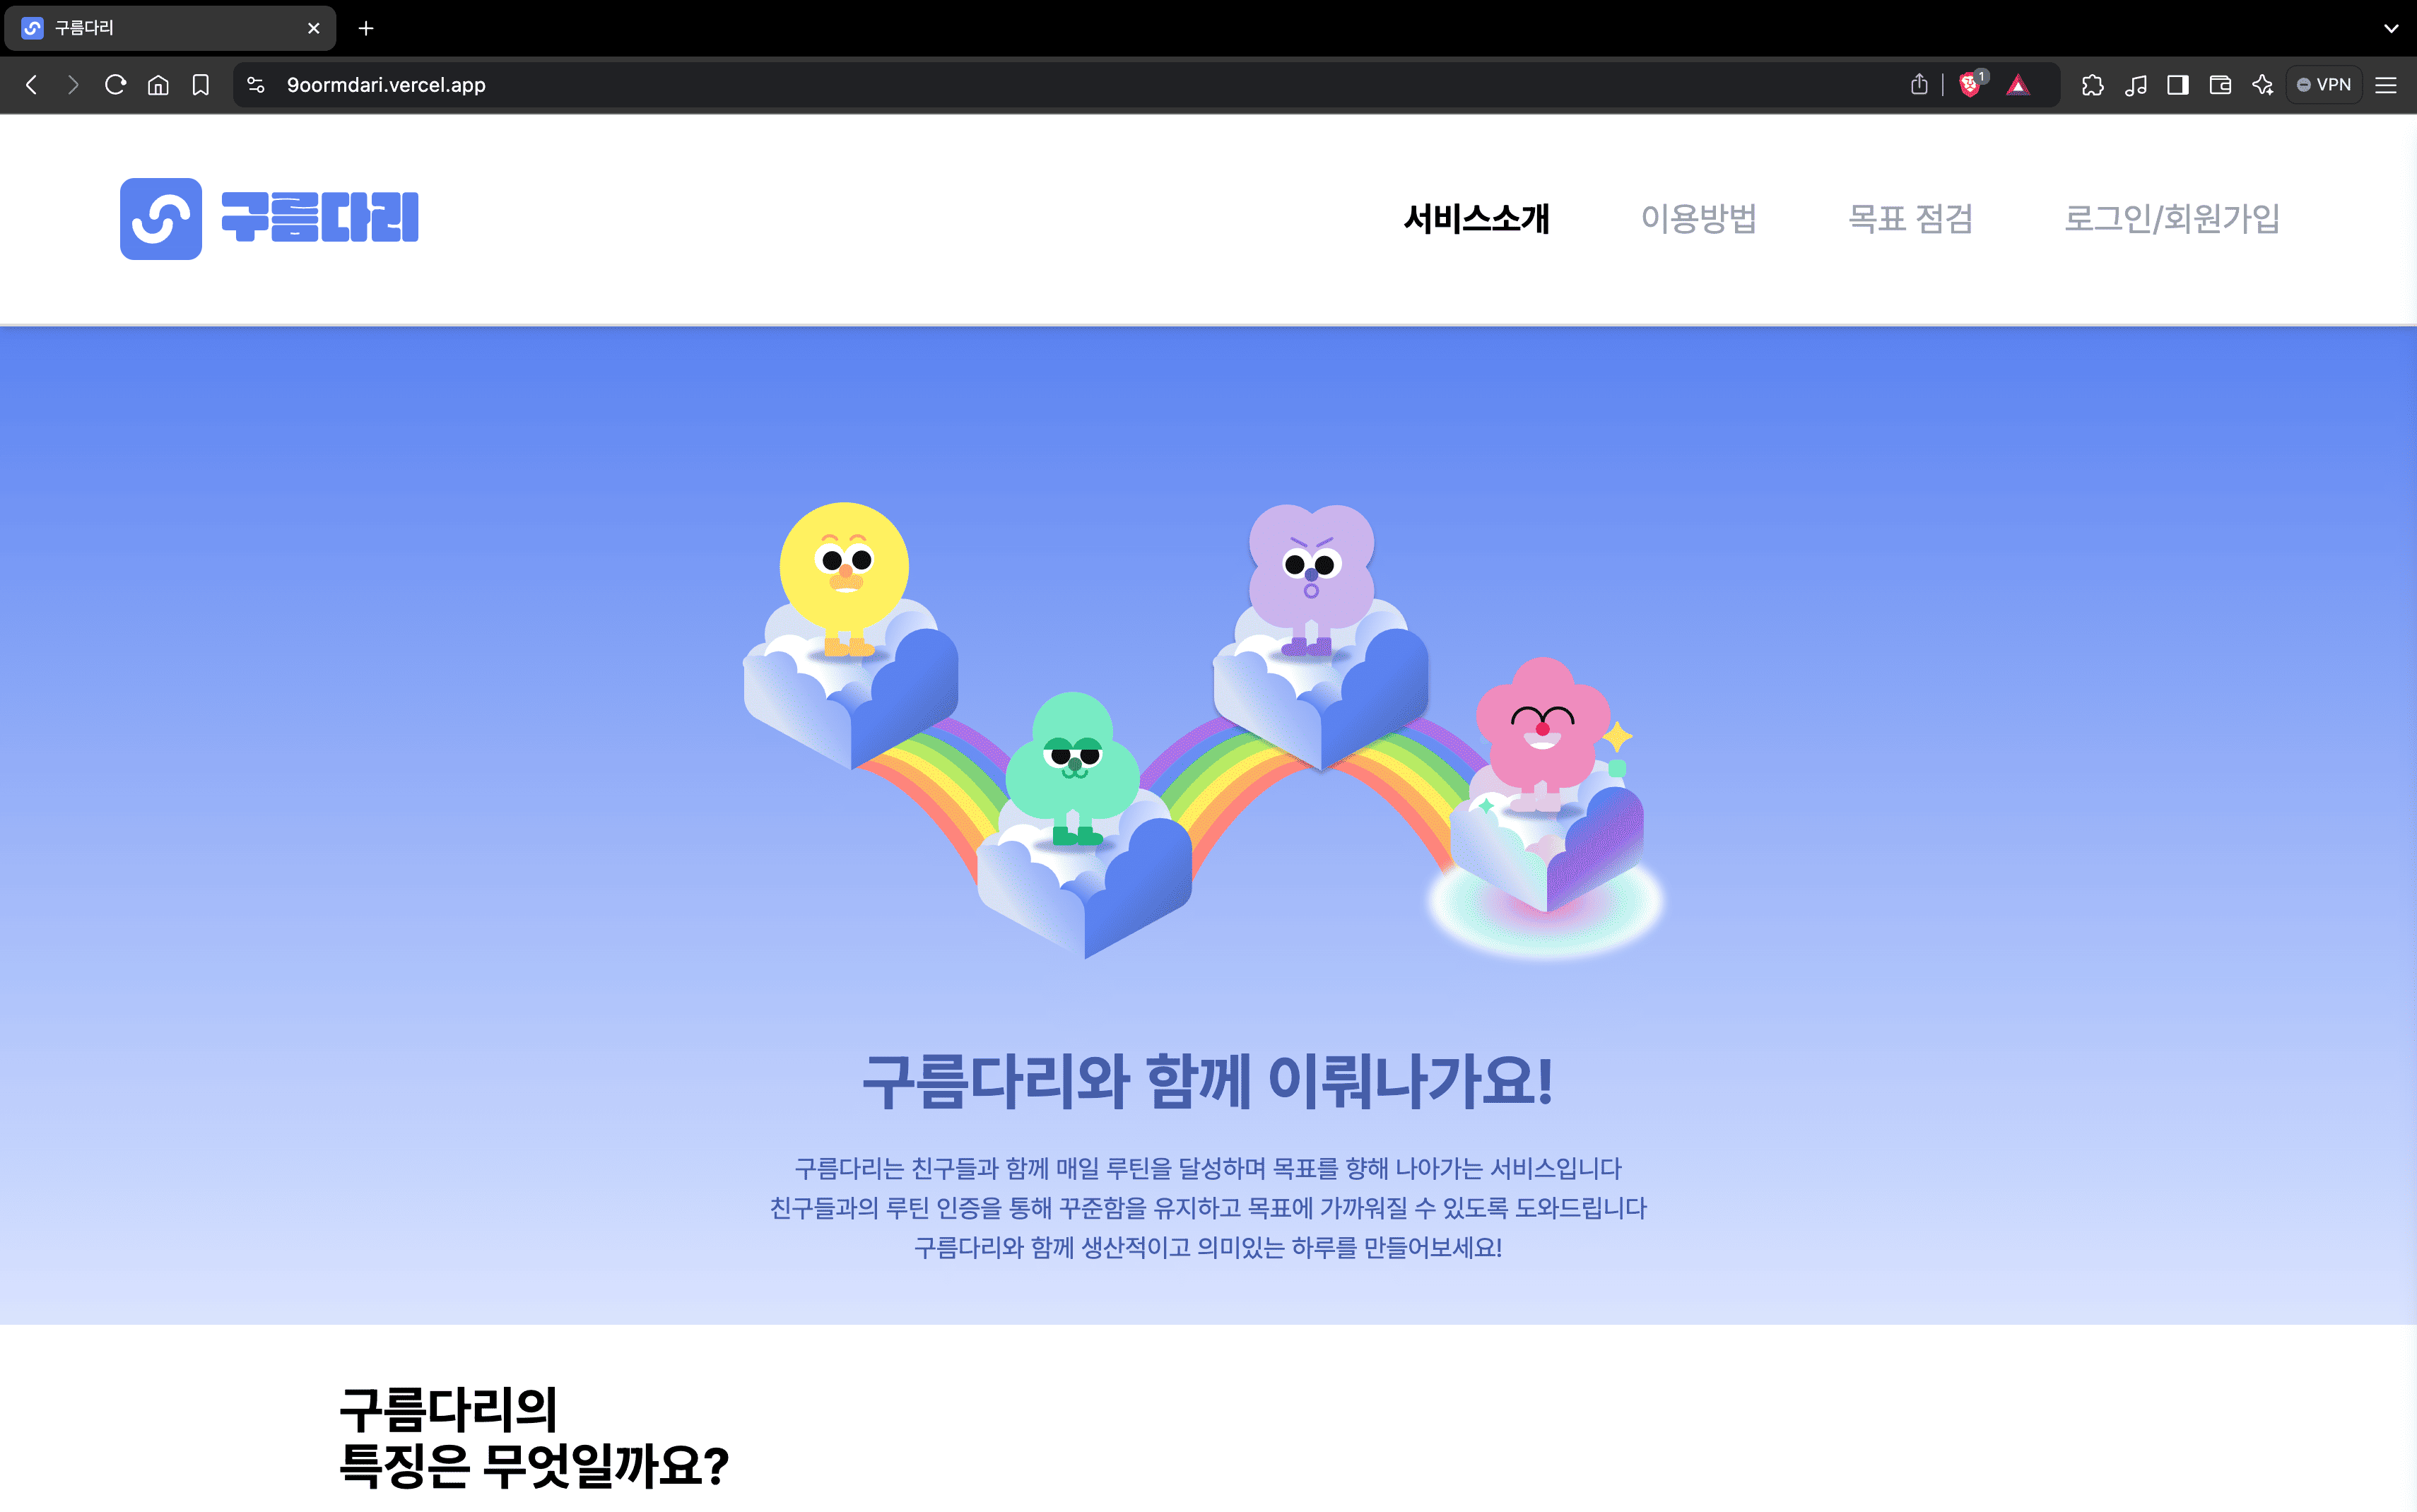 구름다리
9oormdari.vercel.app
1
VPN
구름다리
서비스소개
이용방법
목표 점검
로그인/회원가입
구름다리와 함께 이뤄나가요!
구름다리는 친구들과 함께 매일 루틴을 달성하며 목표를 향해 나아가는 서비스입니다
친구들과의 루틴 인증을 통해 꾸준함을 유지하고 목표에 가까워질 수 있도록 도와드립니다
구름다리와 함께 생산적이고 의미있는 하루를 만들어보세요!
구름다리의
특징은 무엇일까요?